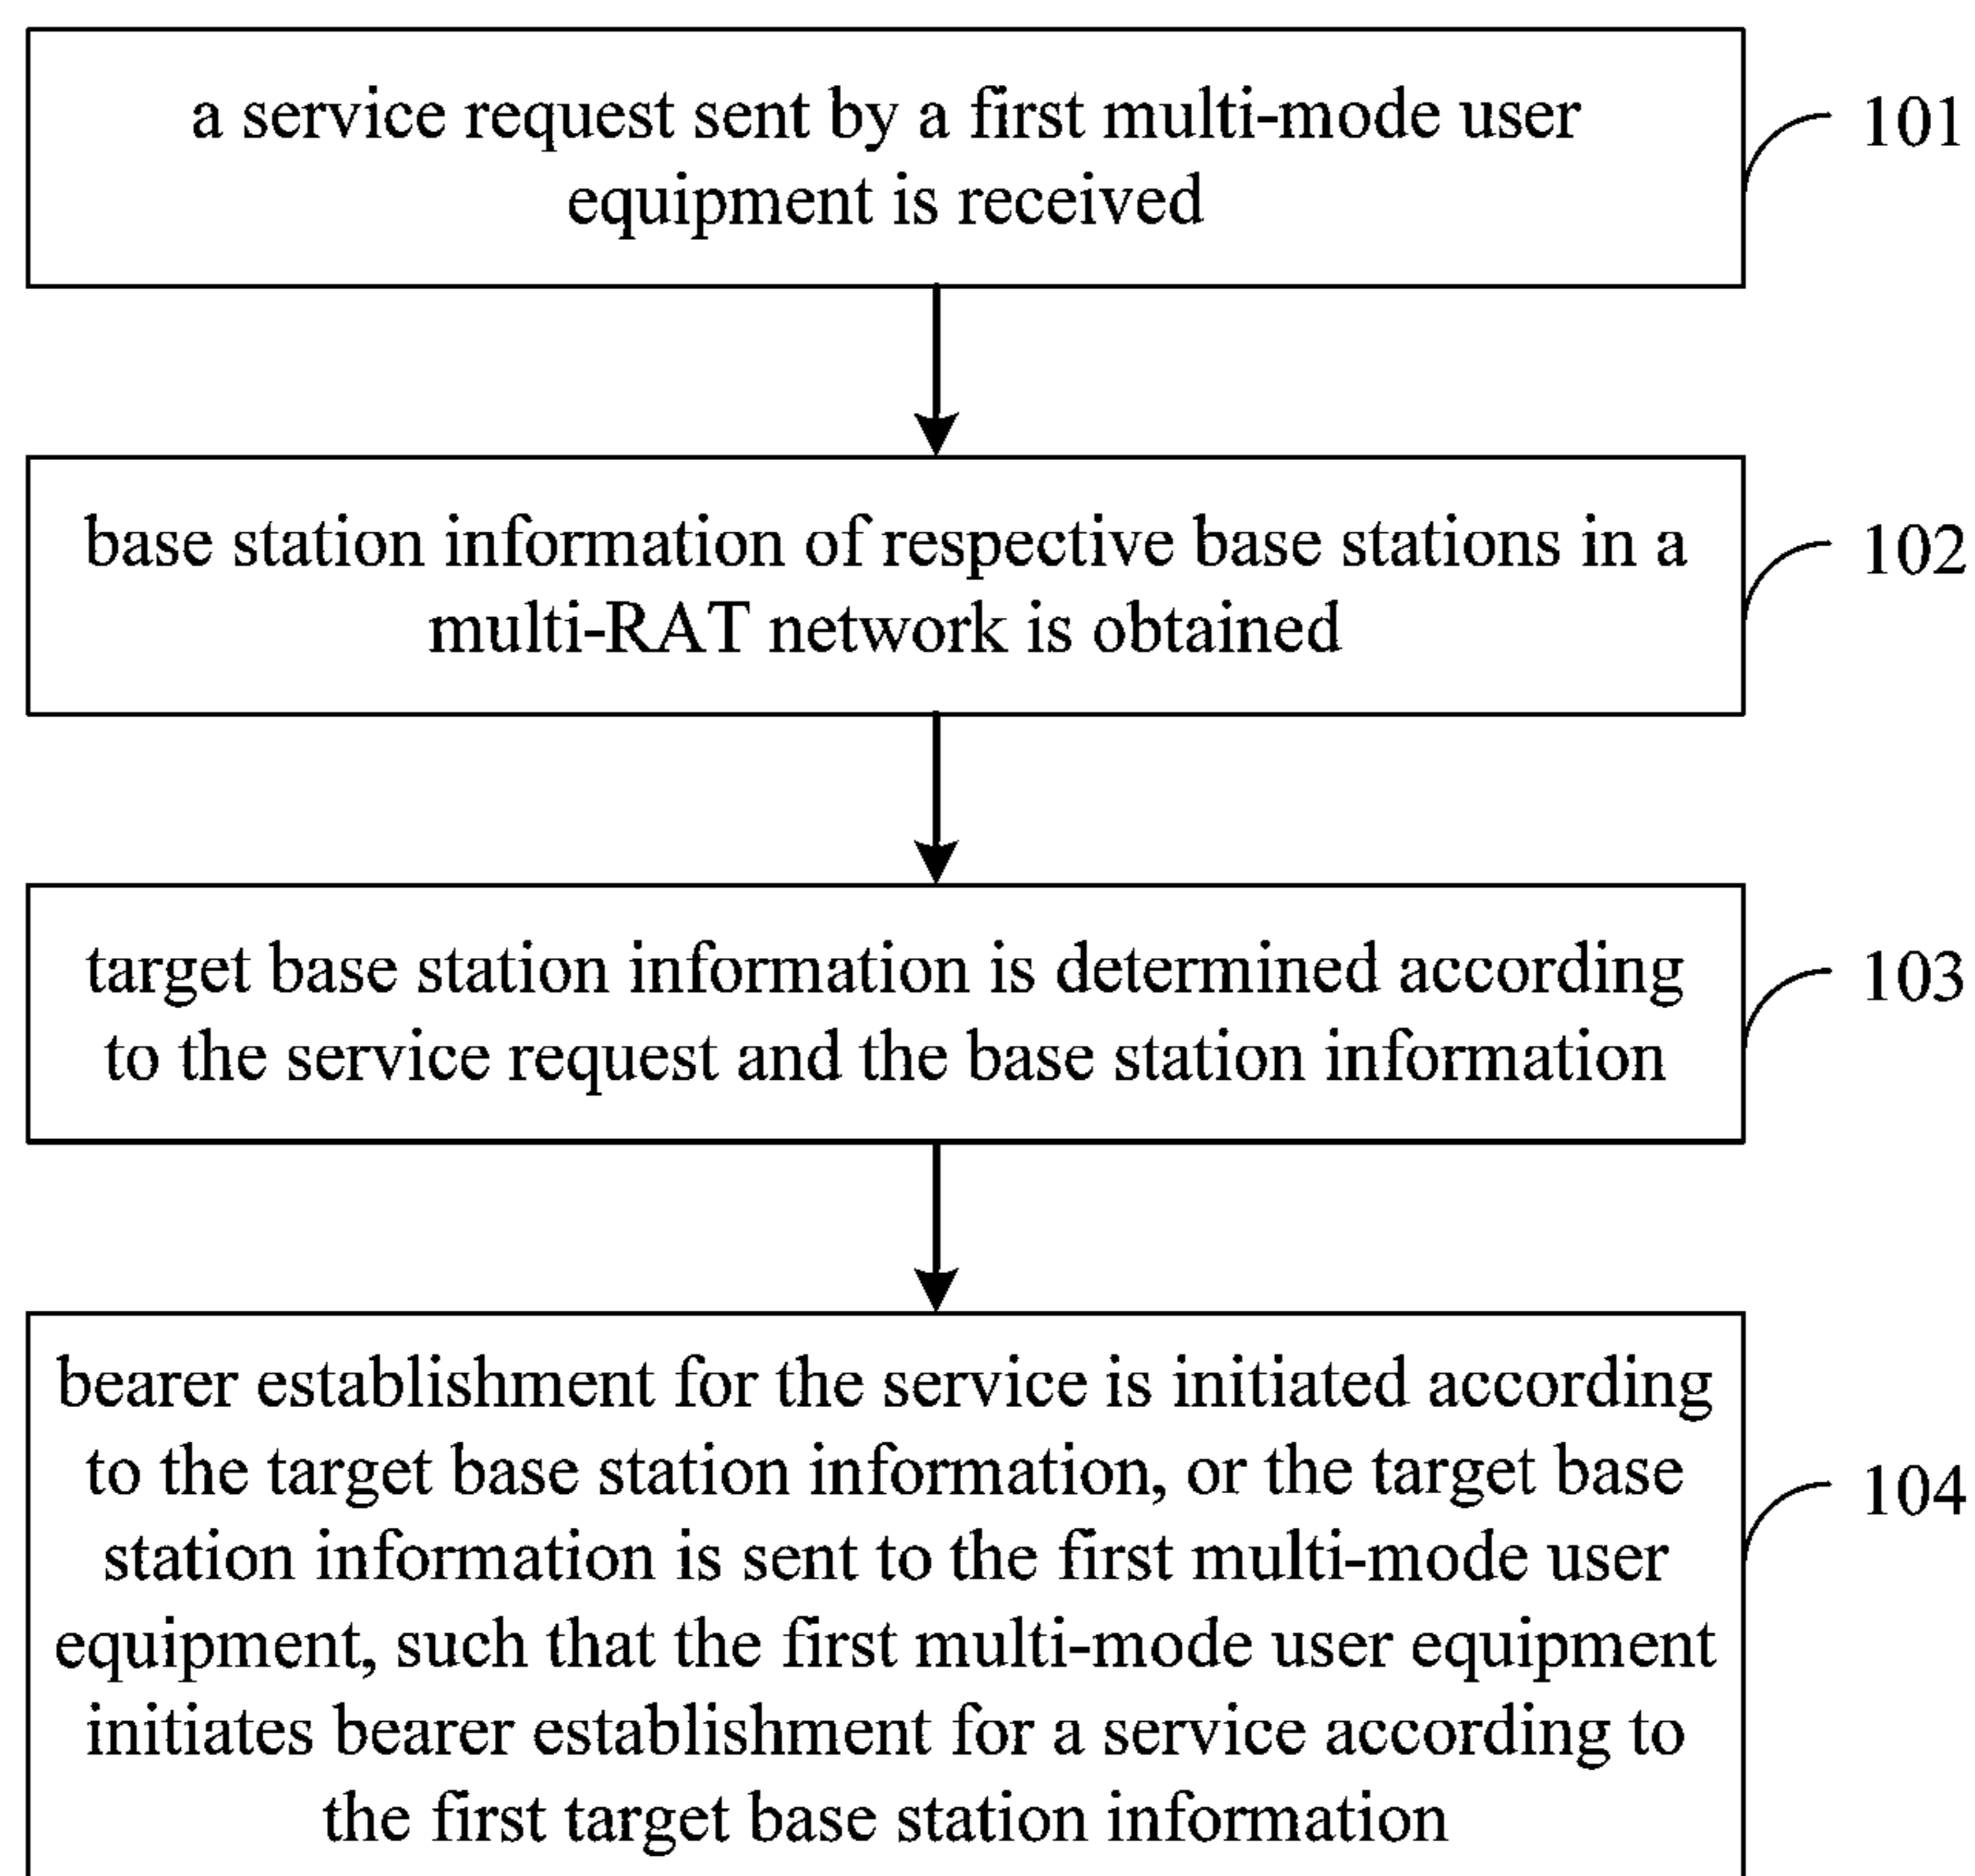 a service request sent by a first multi-mode user
equipment is received
101
base station information of respective base stations in a
multi-RAT network is obtained
102
target base station information is determined according
to the service request and the base station information
103
bearer establishment for the service is initiated according
to the target base station information, or the target base
station information is sent to the first multi-mode user
equipment, such that the first multi-mode user equipment
initiates bearer establishment for a service according to
the first target base station information
104